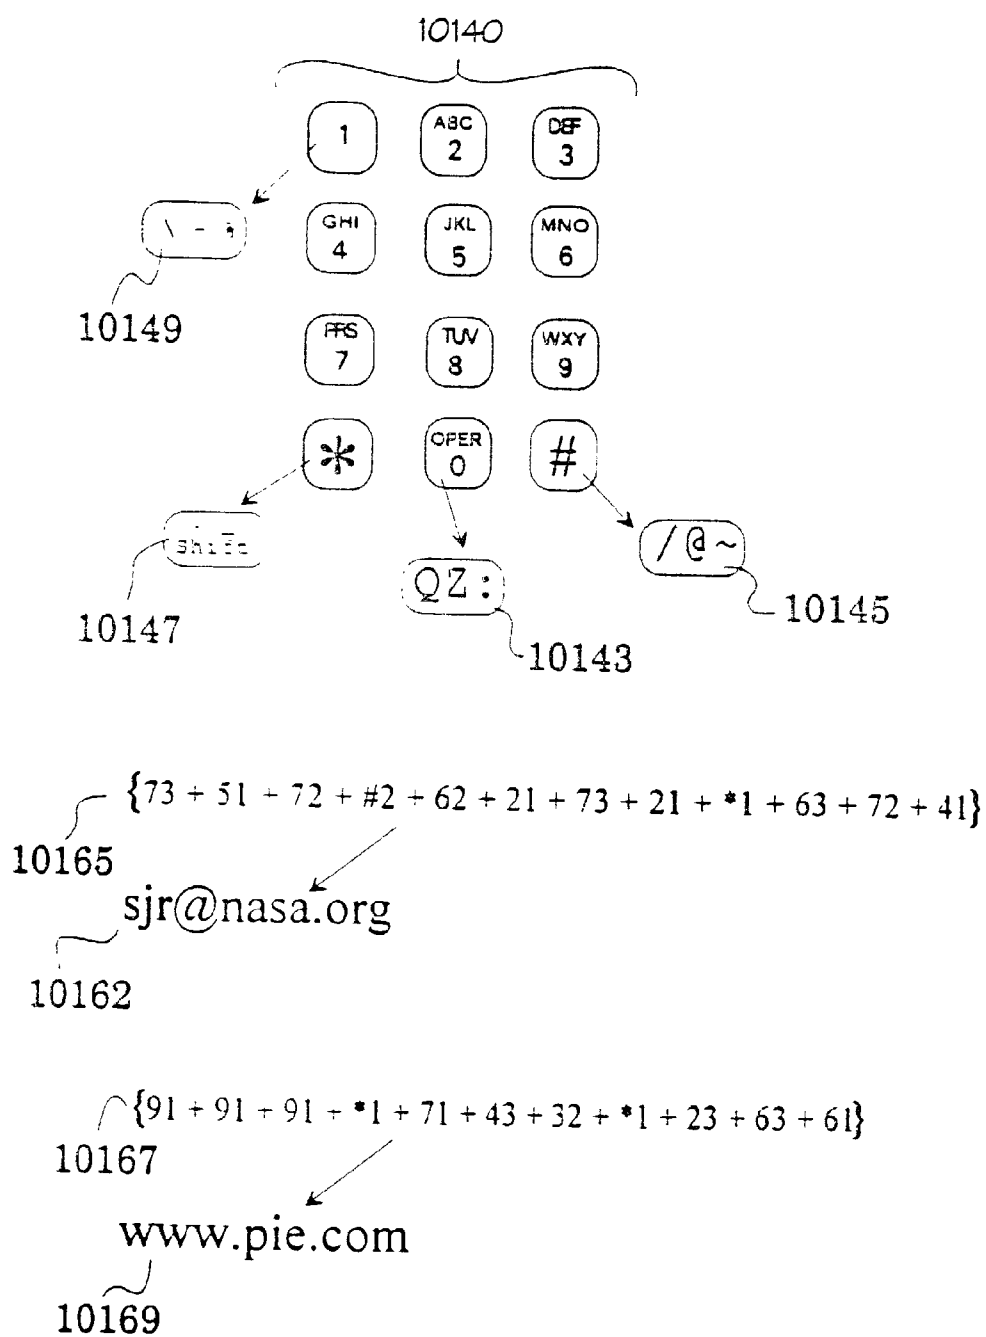 10140
1 ABC DEF
2 3
GHI JKL MNO
4 5 6
\ - *
10149
PRS TUV WXY
7 8 9
* OPER #
0
shift
/ @ ~
QZ:
10147
10145
10143
{73 + 51 + 72 + #2 + 62 + 21 + 73 + 21 + *1 + 63 + 72 + 41}
10165
sjr@nasa.org
10162
{91 + 91 + 91 + *1 + 71 + 43 + 32 + *1 + 23 + 63 + 61}
10167
www.pie.com
10169